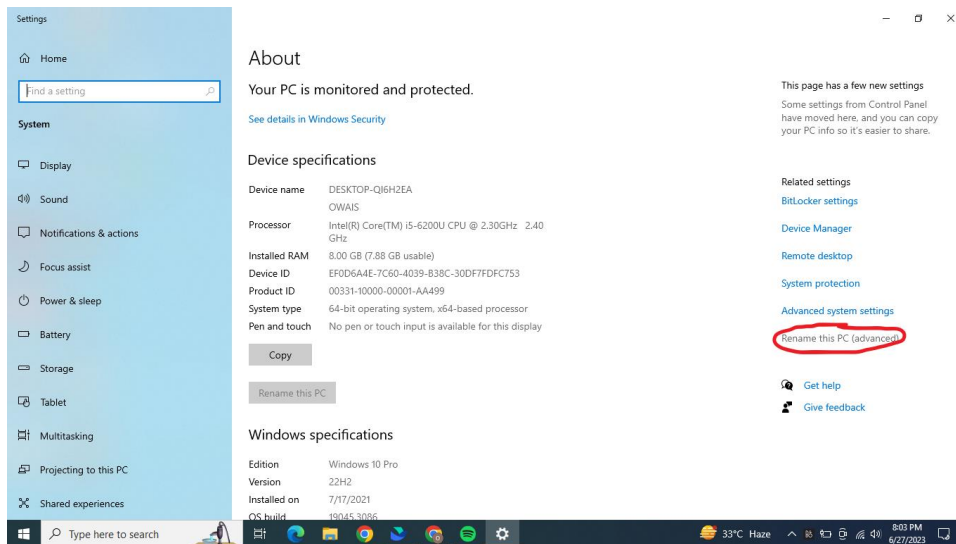 Settings
Home
Find a setting
System
Display
Sound
Notifications & actions
Focus assist
Power & sleep
Battery
Storage
Tablet
Multitasking
Projecting to this PC
Shared experiences
About
Your PC is monitored and protected.
See details in Windows Security
Device specifications
Device name DESKTOP-QI6H2EA
OWAIS
Processor Intel(R) Core(TM) i5-6200U CPU @ 2.30GHz 2.40
GHz
Installed RAM 8.00 GB (7.88 GB usable)
Device ID EF0D6A4E-7C60-4039-B38C-30DF7FDFC753
Product ID 00331-10000-00001-AA499
System type 64-bit operating system, x64-based processor
Pen and touch No pen or touch input is available for this display
Copy
Rename this PC
Windows specifications
Edition Windows 10 Pro
Version 22H2
Installed on 7/17/2021
OS build 19045.3086
This page has a few new settings
Some settings from Control Panel
have moved here, and you can copy
your PC info so it's easier to share.
Related settings
BitLocker settings
Device Manager
Remote desktop
System protection
Advanced system settings
Rename this PC (advanced)
Get help
Give feedback
Type here to search
33°C Haze
8:03 PM
6/27/2023